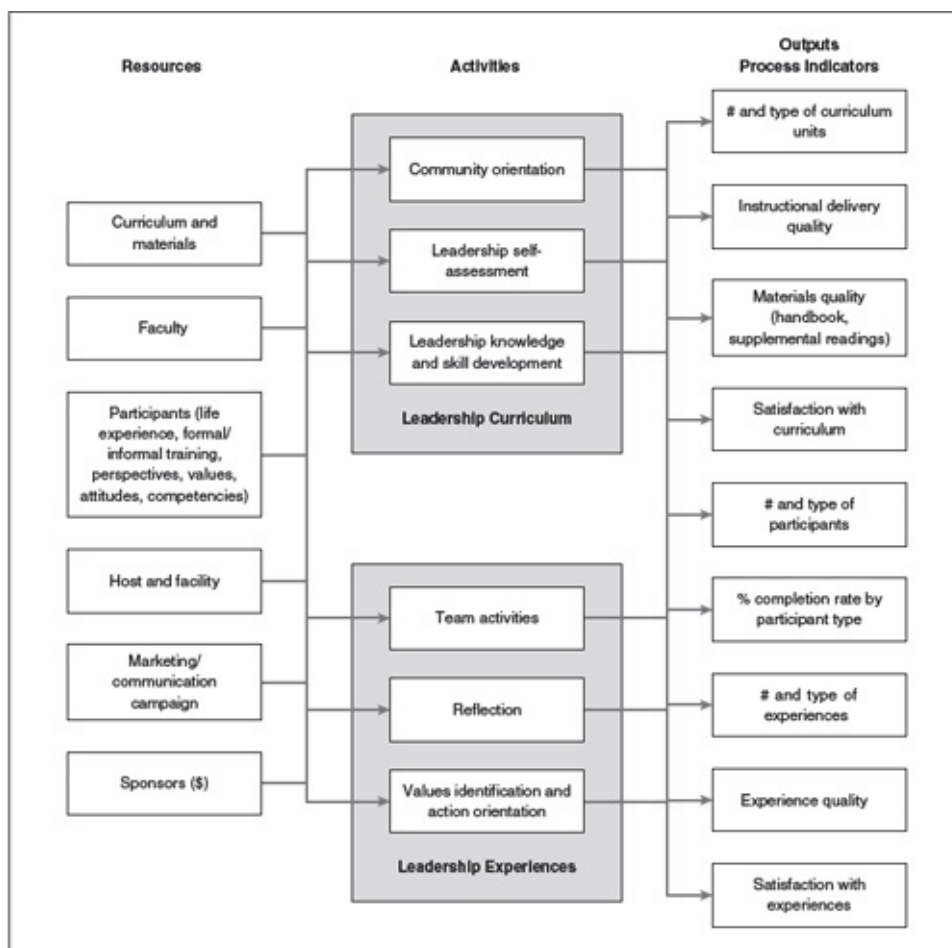 Resources
Activities
Outputs
Process Indicators
Curriculum and
materials
Faculty
Participants (life
experience, formal/
informal training,
perspectives, values,
attitudes, competencies)
Host and facility
Marketing/
communication
campaign
Sponsors ($)
Community orientation
Leadership self-
assessment
Leadership knowledge
and skill development
Leadership Curriculum
Team activities
Reflection
Values identification and
action orientation
Leadership Experiences
# and type of curriculum
units
Instructional delivery
quality
Materials quality
(handbook,
supplemental readings)
Satisfaction with
curriculum
# and type of
participants
% completion rate by
participant type
# and type of
experiences
Experience quality
Satisfaction with
experiences